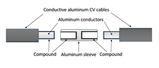 Conductive aluminum CV cables
Aluminum conductors
Compound
Compound
Aluminum sleeve